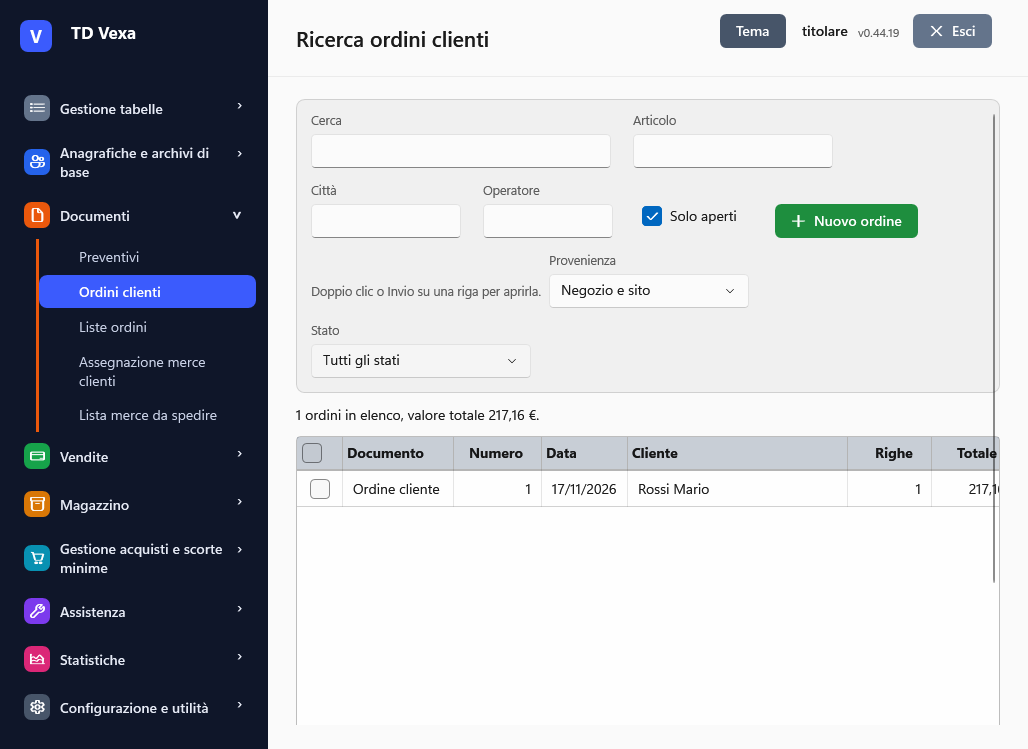 V TD Vexa
Gestione tabelle
Anagrafiche e archivi di
base
Documenti
Preventivi
Ordini clienti
Liste ordini
Assegnazione merce
clienti
Lista merce da spedire
Vendite
Magazzino
Gestione acquisti e scorte
minime
Assistenza
Statistiche
Configurazione e utilità
Ricerca ordini clienti
Tema titolare v0.44.19 Esci
Cerca Articolo
Città Operatore
Solo aperti Nuovo ordine
Provenienza
Doppio clic o Invio su una riga per aprirla. Negozio e sito
Stato
Tutti gli stati
1 ordini in elenco, valore totale 217,16 €.
Documento Numero Data Cliente Righe Totale
Ordine cliente 1 17/11/2026 Rossi Mario 1 217,16